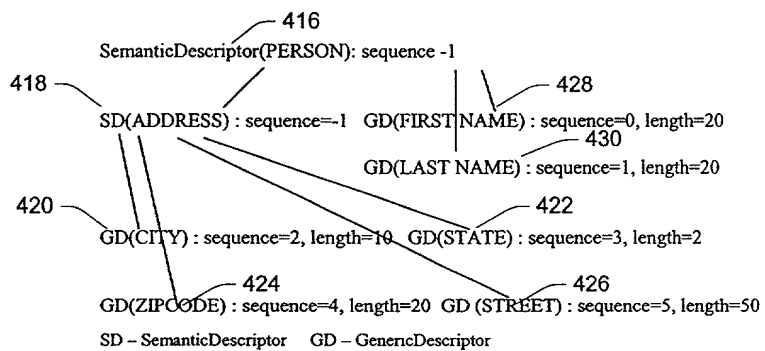 416
SemanticDescriptor(PERSON): sequence -1
418
428
SD(ADDRESS) : sequence=-1 GD(FIRST NAME) : sequence=0, length=20
430
GD(LAST NAME) : sequence=1, length=20
420
422
GD(CITY) : sequence=2, length=10 GD(STATE) : sequence=3, length=2
424
426
GD(ZIPCODE) : sequence=4, length=20 GD (STREET) : sequence=5, length=50
SD – SemanticDescriptor GD – GenericDescriptor